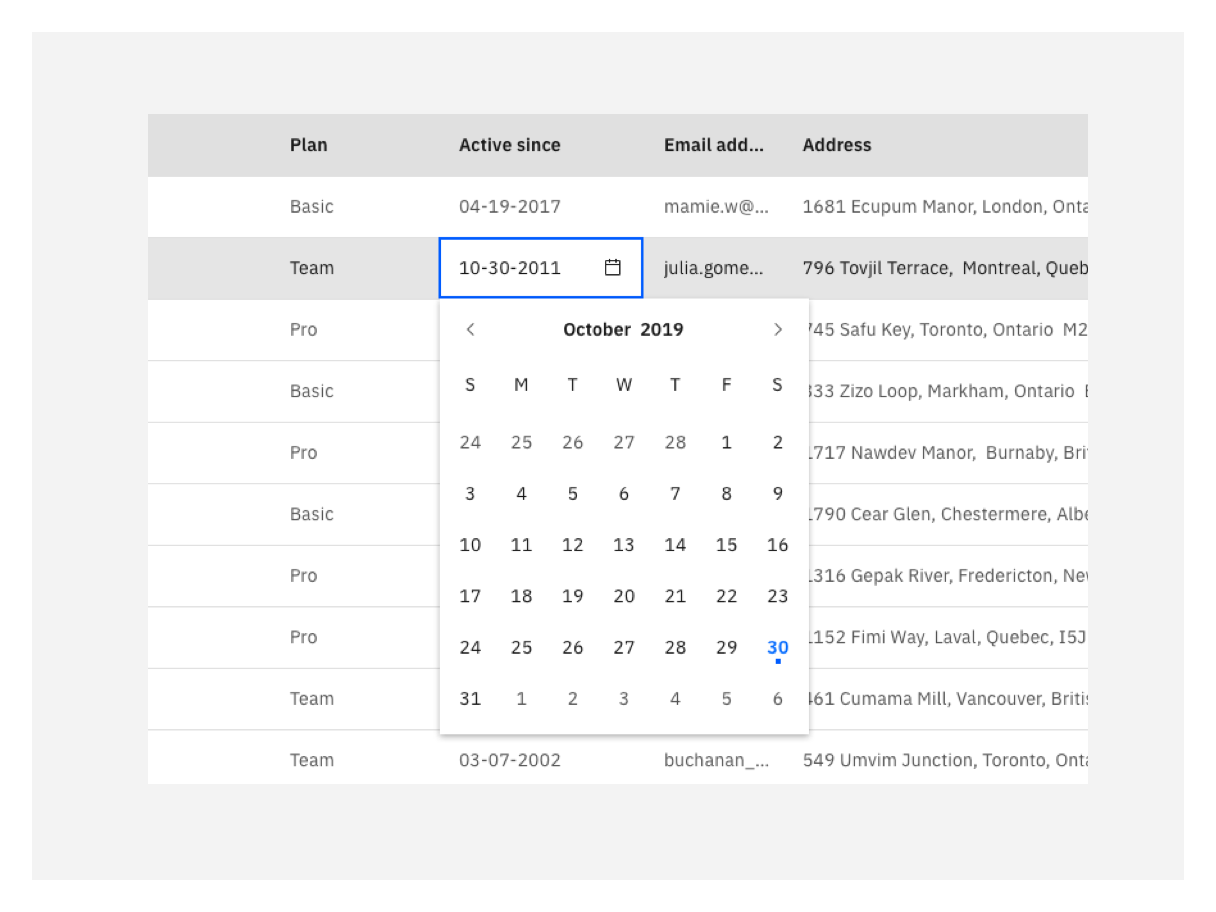 Plan Active since Email add... Address
Basic 04-19-2017 mamie.w@... 1681 Ecupum Manor, London, Onta
Team 10-30-2011 julia.gome... 796 Tovjil Terrace, Montreal, Queb
Pro October 2019 745 Safu Key, Toronto, Ontario M2
S M T W T F S
Basic 333 Zizo Loop, Markham, Ontario
24 25 26 27 28 1 2
Pro 1717 Nawdev Manor, Burnaby, Bri
3 4 5 6 7 8 9
Basic 1790 Cear Glen, Chestermere, Albe
10 11 12 13 14 15 16
Pro 1316 Gepak River, Fredericton, Nev
17 18 19 20 21 22 23
Pro 1152 Fimi Way, Laval, Quebec, I5J
24 25 26 27 28 29 30
Team 461 Cumama Mill, Vancouver, Britis
31 1 2 3 4 5 6
Team 03-07-2002 buchanan_... 549 Umvim Junction, Toronto, Onta